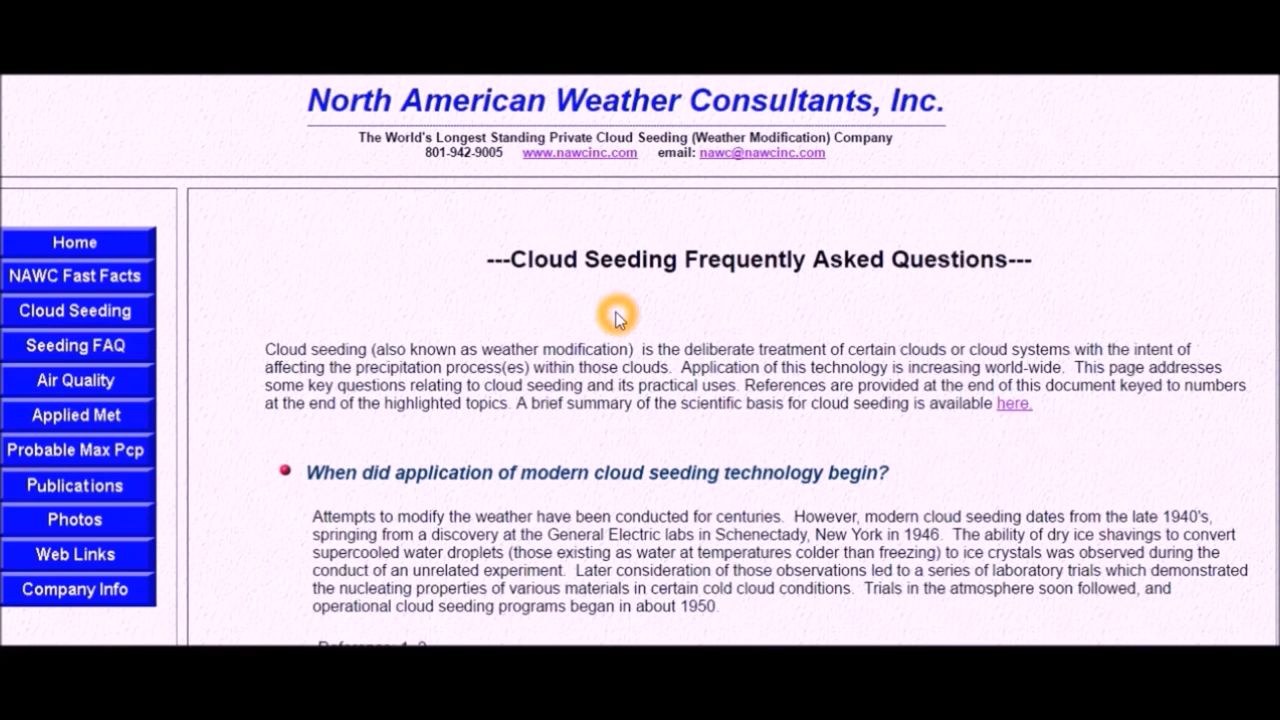 North American Weather Consultants, Inc.
The World's Longest Standing Private Cloud Seeding (Weather Modification) Company
801-942-9005 www.nawcinc.com email: nawc@nawcinc.com
Home
NAWC Fast Facts
Cloud Seeding
Seeding FAQ
Air Quality
Applied Met
Probable Max Pcp
Publications
Photos
Web Links
Company Info
---Cloud Seeding Frequently Asked Questions---
Cloud seeding (also known as weather modification) is the deliberate treatment of certain clouds or cloud systems with the intent of
affecting the precipitation process(es) within those clouds. Application of this technology is increasing world-wide. This page addresses
some key questions relating to cloud seeding and its practical uses. References are provided at the end of this document keyed to numbers
at the end of the highlighted topics. A brief summary of the scientific basis for cloud seeding is available here.
When did application of modern cloud seeding technology begin?
Attempts to modify the weather have been conducted for centuries. However, modern cloud seeding dates from the late 1940's,
springing from a discovery at the General Electric labs in Schenectady, New York in 1946. The ability of dry ice shavings to convert
supercooled water droplets (those existing as water at temperatures colder than freezing) to ice crystals was observed during the
conduct of an unrelated experiment. Later consideration of those observations led to a series of laboratory trials which demonstrated
the nucleating properties of various materials in certain cold cloud conditions. Trials in the atmosphere soon followed, and
operational cloud seeding programs began in about 1950.